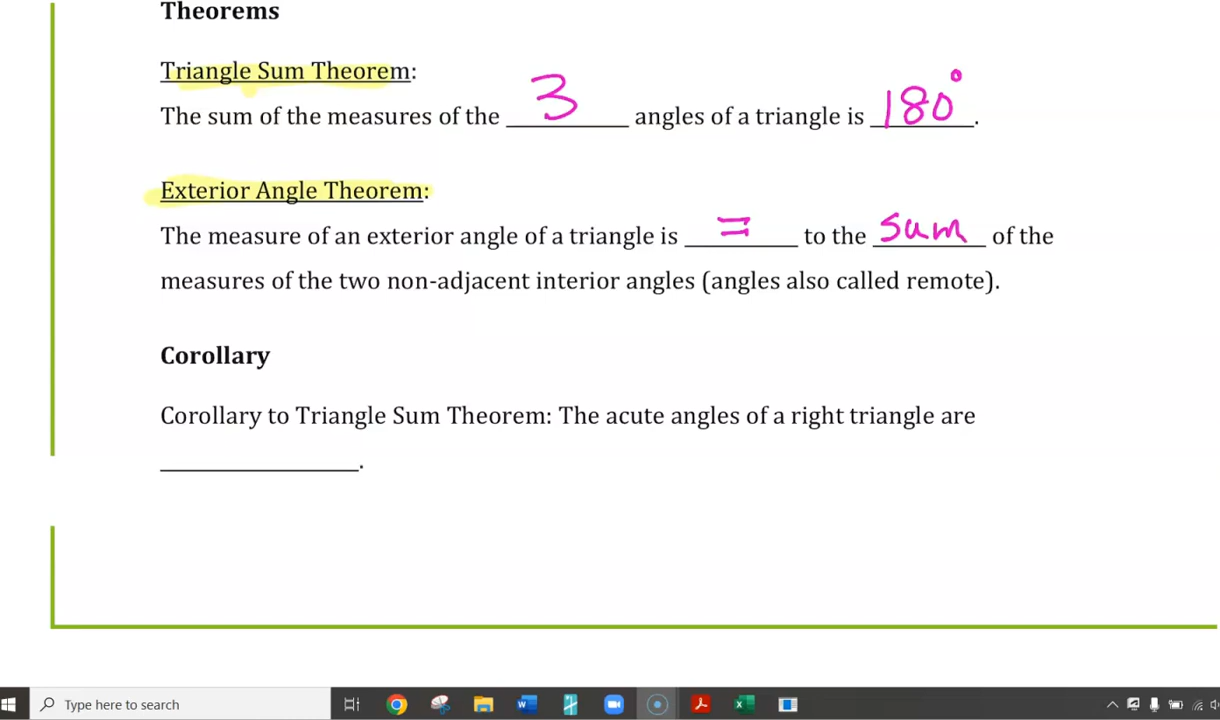 Theorems
Triangle Sum Theorem:
The sum of the measures of the 3 angles of a triangle is 180°.
Exterior Angle Theorem:
The measure of an exterior angle of a triangle is = to the sum of the
measures of the two non-adjacent interior angles (angles also called remote).
Corollary
Corollary to Triangle Sum Theorem: The acute angles of a right triangle are
_________________.
Type here to search